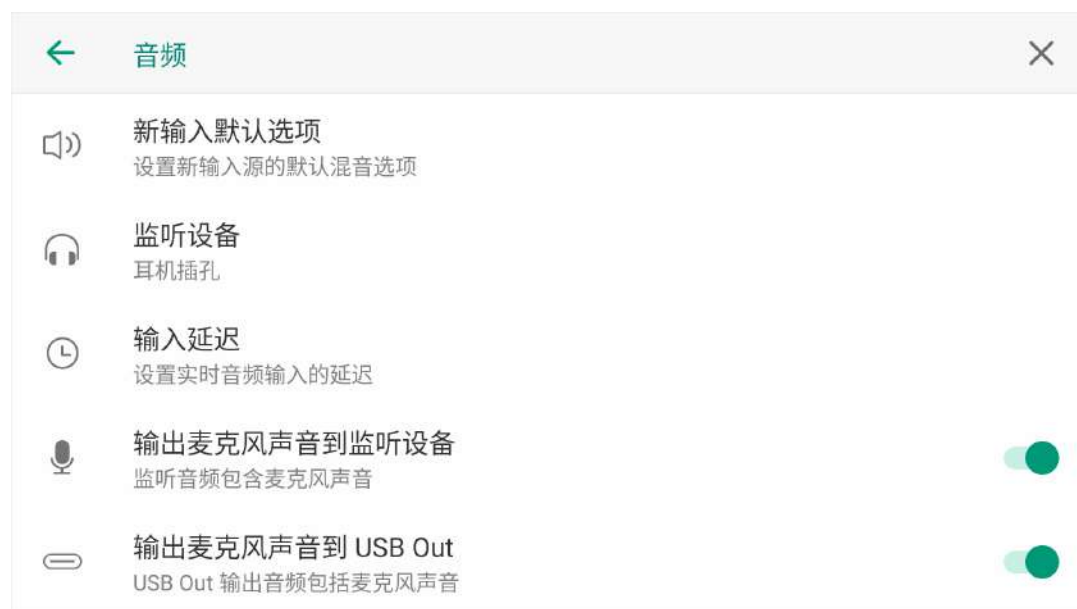 音频
新输入默认选项
设置新输入源的默认混音选项
监听设备
耳机插孔
输入延迟
设置实时音频输入的延迟
输出麦克风声音到监听设备
监听音频包含麦克风声音
输出麦克风声音到 USB Out
USB Out 输出音频包括麦克风声音